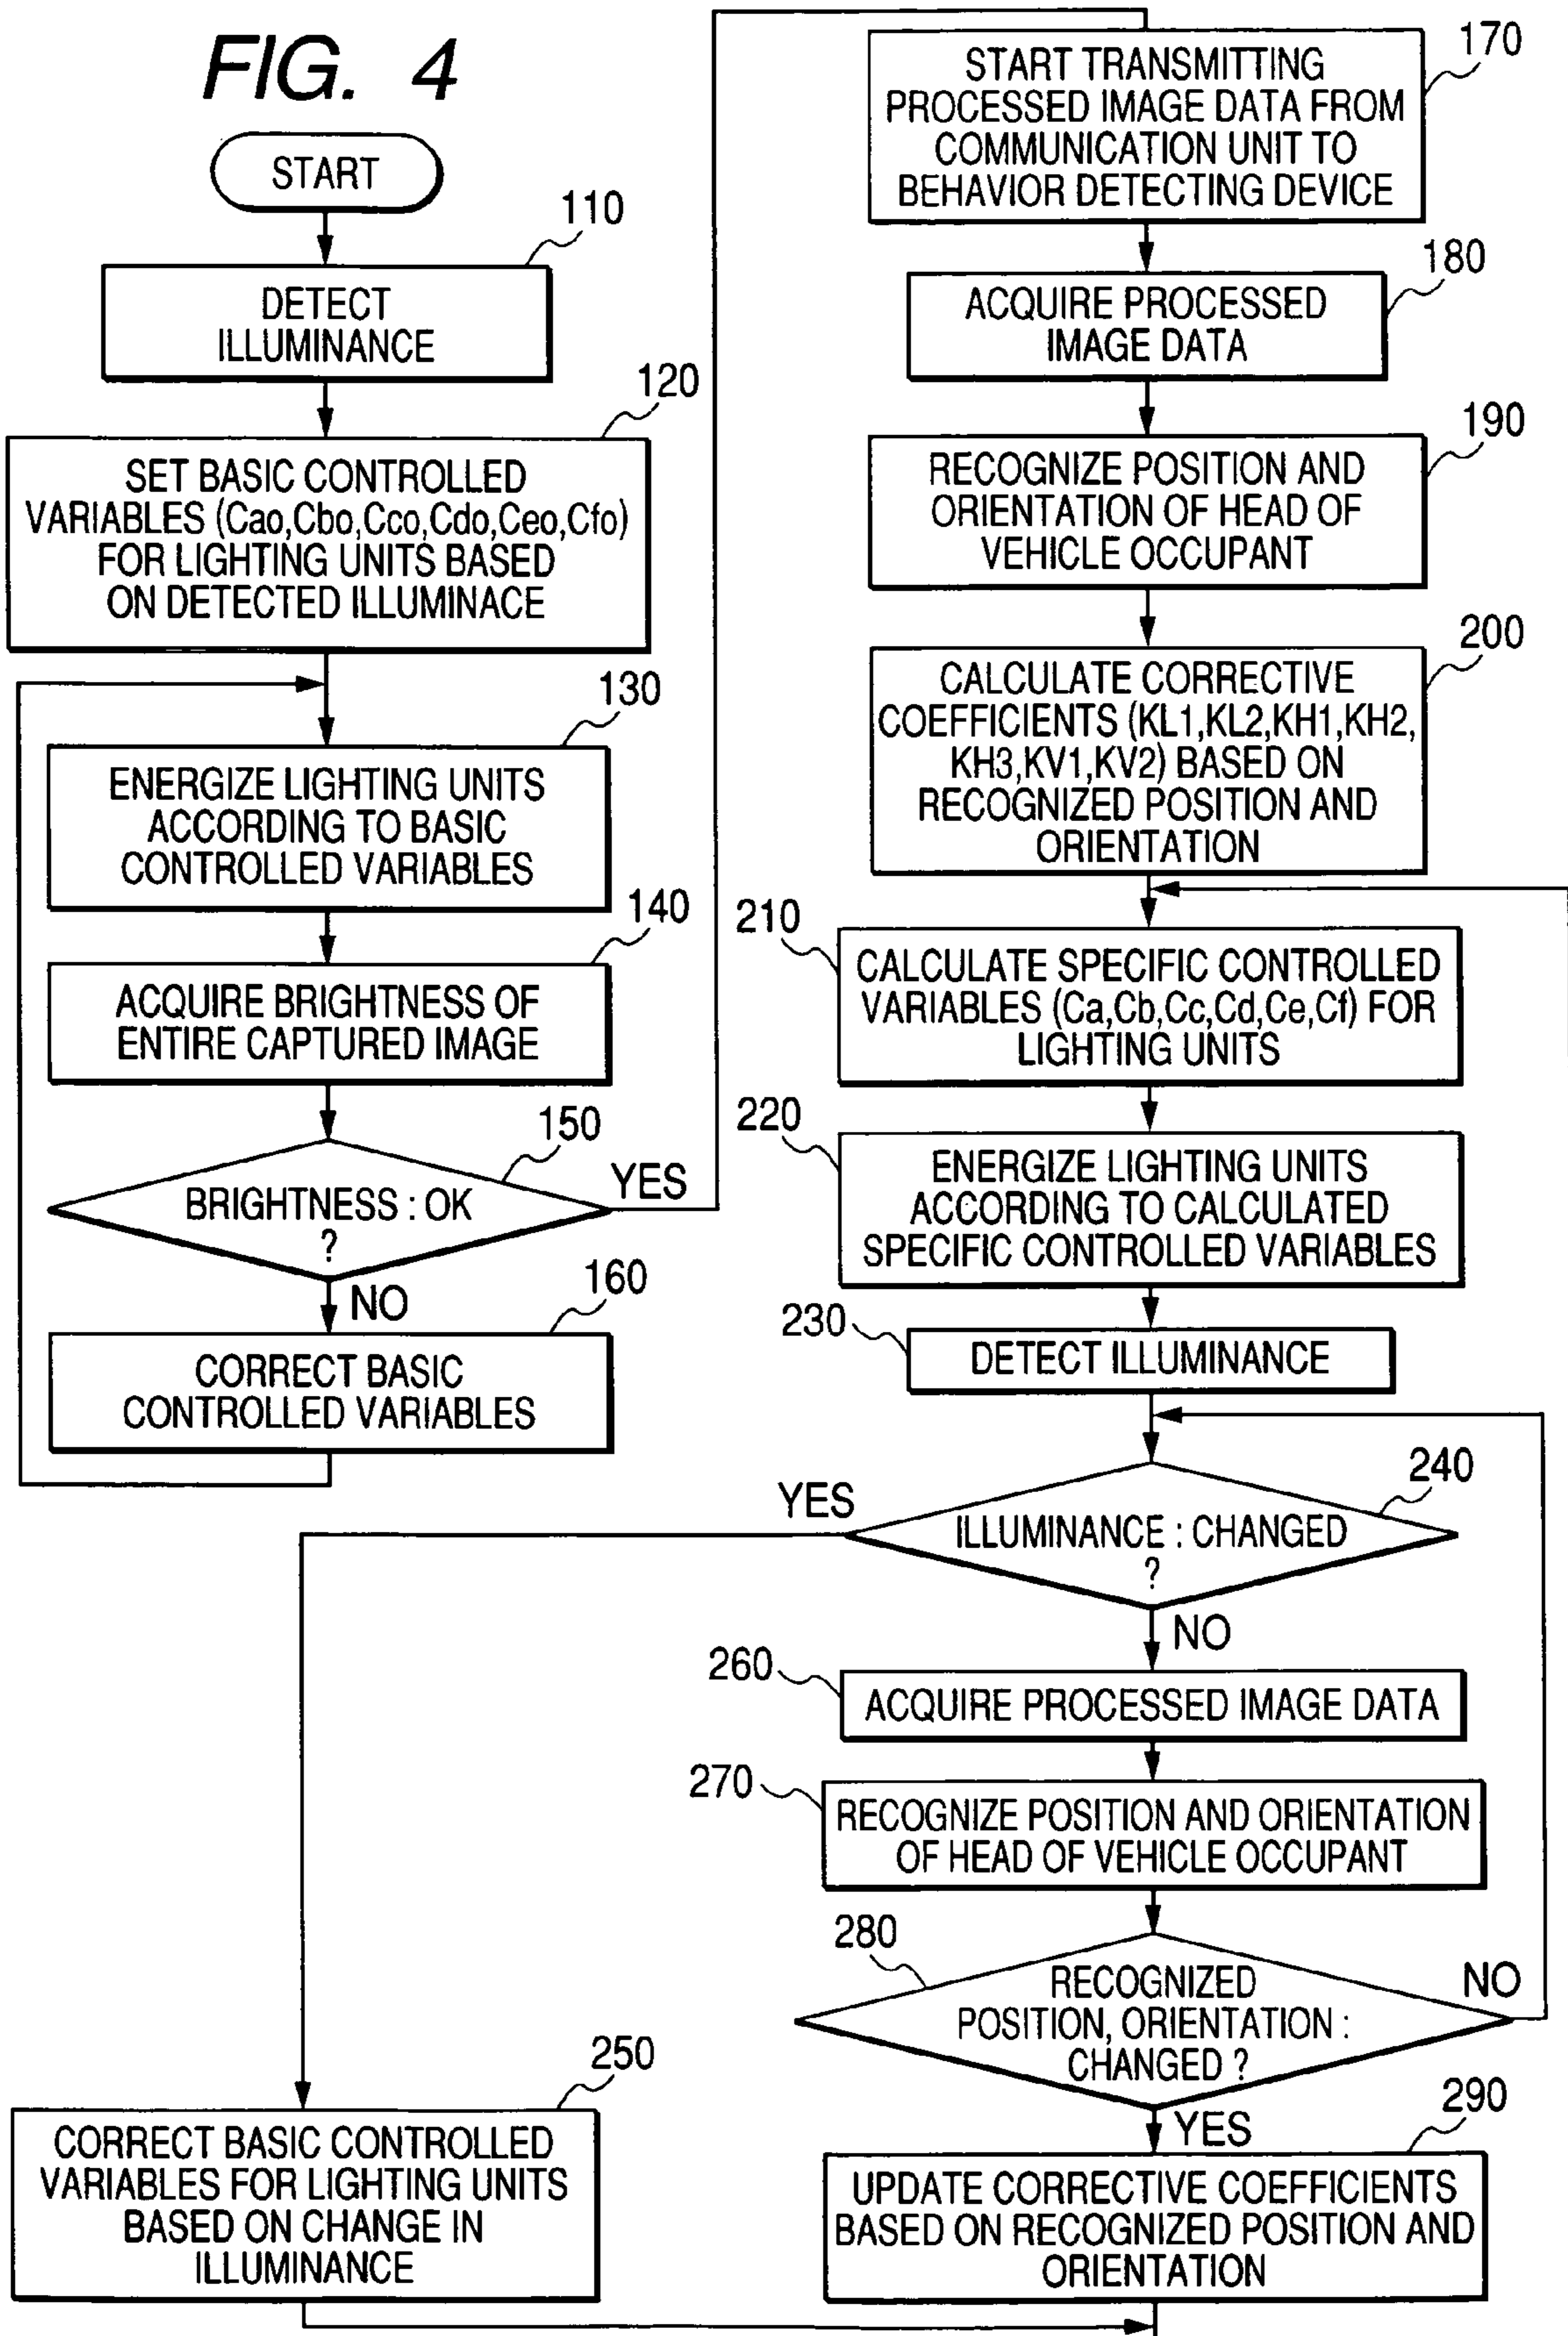 FIG. 4
START
110
DETECT
ILLUMINANCE
120
SET BASIC CONTROLLED
VARIABLES (Cao,Cbo,Cco,Cdo,Ceo,Cfo)
FOR LIGHTING UNITS BASED
ON DETECTED ILLUMINACE
130
ENERGIZE LIGHTING UNITS
ACCORDING TO BASIC
CONTROLLED VARIABLES
140
ACQUIRE BRIGHTNESS OF
ENTIRE CAPTURED IMAGE
150
BRIGHTNESS : OK
?
YES
NO
160
CORRECT BASIC
CONTROLLED VARIABLES
170
START TRANSMITTING
PROCESSED IMAGE DATA FROM
COMMUNICATION UNIT TO
BEHAVIOR DETECTING DEVICE
180
ACQUIRE PROCESSED
IMAGE DATA
190
RECOGNIZE POSITION AND
ORIENTATION OF HEAD OF
VEHICLE OCCUPANT
200
CALCULATE CORRECTIVE
COEFFICIENTS (KL1,KL2,KH1,KH2,
KH3,KV1,KV2) BASED ON
RECOGNIZED POSITION AND
ORIENTATION
210
CALCULATE SPECIFIC CONTROLLED
VARIABLES (Ca,Cb,Cc,Cd,Ce,Cf) FOR
LIGHTING UNITS
220
ENERGIZE LIGHTING UNITS
ACCORDING TO CALCULATED
SPECIFIC CONTROLLED VARIABLES
230
DETECT ILLUMINANCE
240
YES
ILLUMINANCE : CHANGED
?
NO
260
ACQUIRE PROCESSED IMAGE DATA
270
RECOGNIZE POSITION AND ORIENTATION
OF HEAD OF VEHICLE OCCUPANT
280
RECOGNIZED
POSITION, ORIENTATION :
CHANGED ?
NO
YES
250
CORRECT BASIC CONTROLLED
VARIABLES FOR LIGHTING UNITS
BASED ON CHANGE IN
ILLUMINANCE
290
UPDATE CORRECTIVE COEFFICIENTS
BASED ON RECOGNIZED POSITION AND
ORIENTATION